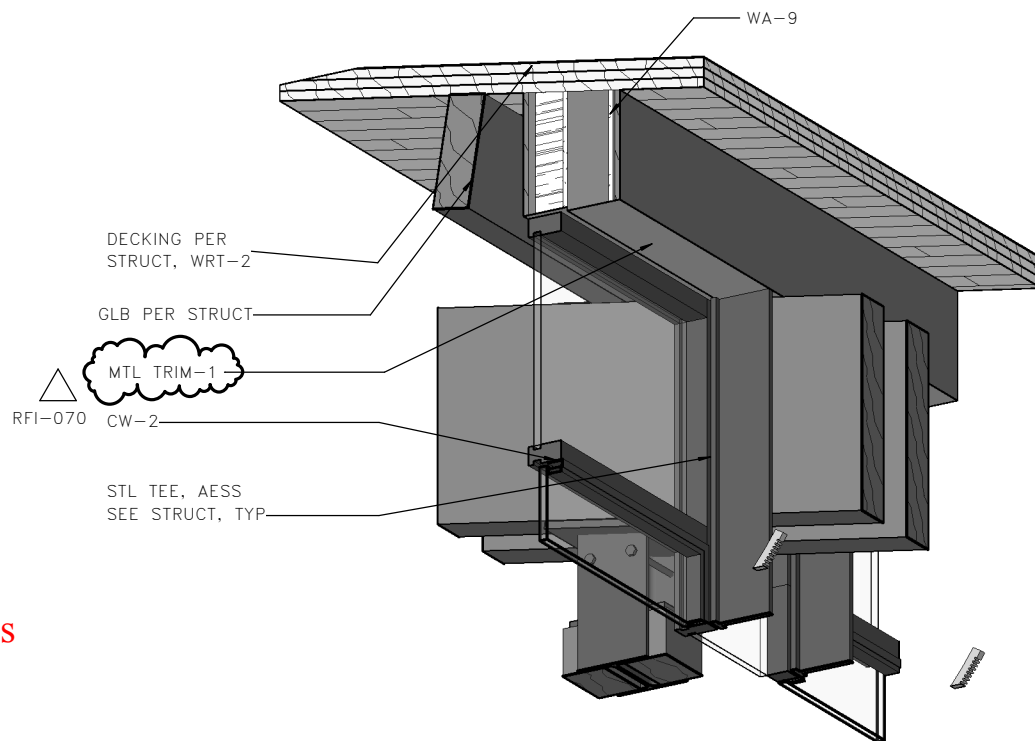 WA-9
DECKING PER
STRUCT, WRT-2
GLB PER STRUCT
MTL TRIM-1
RFI-070
CW-2
STL TEE, AESS
SEE STRUCT, TYP
s